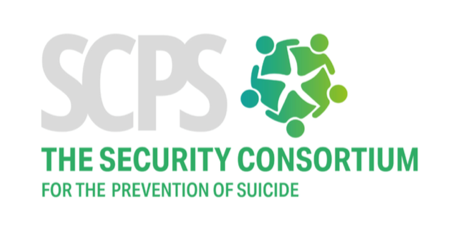 SCPS
THE SECURITY CONSORTIUM
FOR THE PREVENTION OF SUICIDE